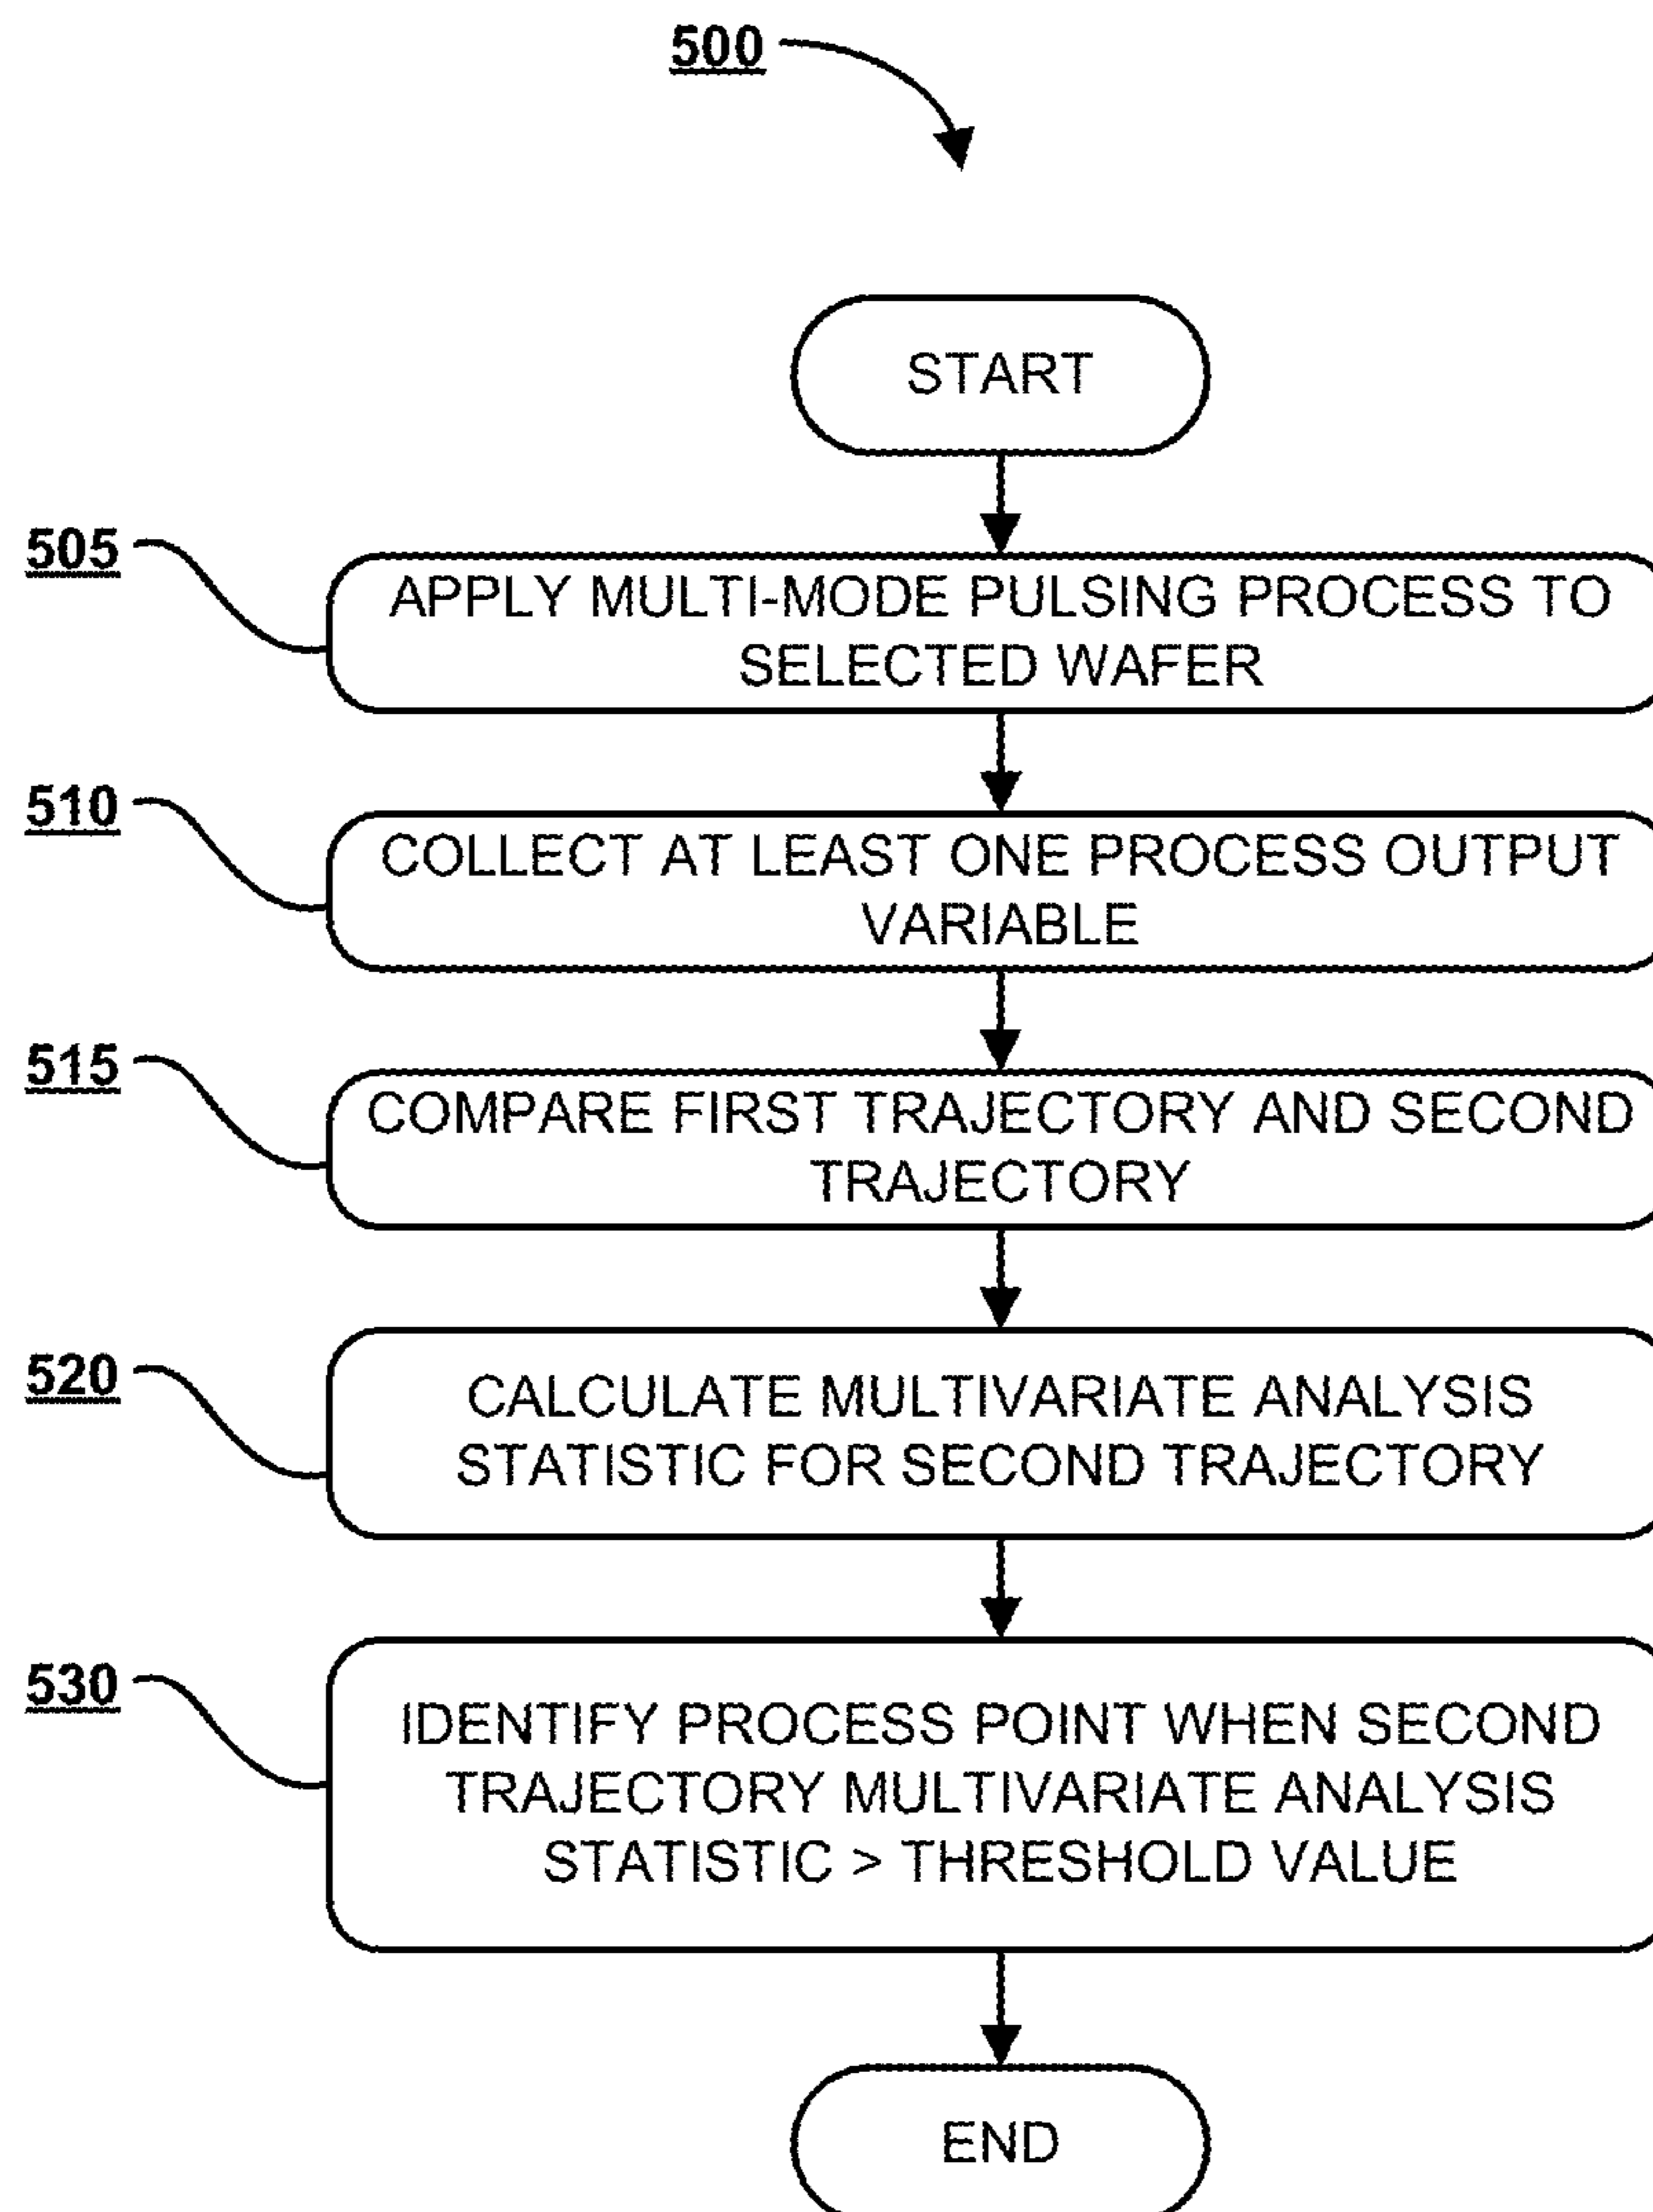 500
START
505
APPLY MULTI-MODE PULSING PROCESS TO
SELECTED WAFER
510
COLLECT AT LEAST ONE PROCESS OUTPUT
VARIABLE
515
COMPARE FIRST TRAJECTORY AND SECOND
TRAJECTORY
520
CALCULATE MULTIVARIATE ANALYSIS
STATISTIC FOR SECOND TRAJECTORY
530
IDENTIFY PROCESS POINT WHEN SECOND
TRAJECTORY MULTIVARIATE ANALYSIS
STATISTIC > THRESHOLD VALUE
END